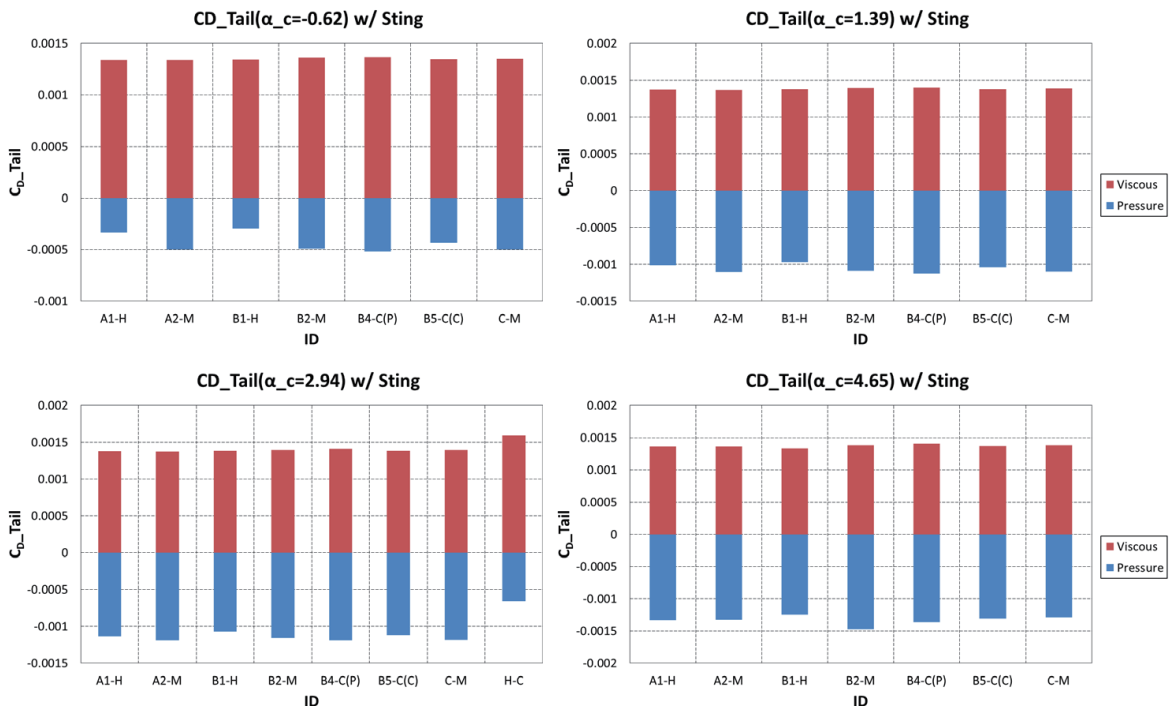 CD_Tail(α_c=-0.62) w/ Sting
0.0015
0.001
0.0005
0
-0.0005
-0.001
C_D_Tail
A1-H A2-M B1-H B2-M B4-C(P) B5-C(C) C-M
ID
CD_Tail(α_c=1.39) w/ Sting
0.002
0.0015
0.001
0.0005
0
-0.0005
-0.001
-0.0015
C_D_Tail
A1-H A2-M B1-H B2-M B4-C(P) B5-C(C) C-M
ID
Viscous
Pressure
CD_Tail(α_c=2.94) w/ Sting
0.002
0.0015
0.001
0.0005
0
-0.0005
-0.001
-0.0015
C_D_Tail
A1-H A2-M B1-H B2-M B4-C(P) B5-C(C) C-M H-C
ID
CD_Tail(α_c=4.65) w/ Sting
0.002
0.0015
0.001
0.0005
0
-0.0005
-0.001
-0.0015
-0.002
C_D_Tail
A1-H A2-M B1-H B2-M B4-C(P) B5-C(C) C-M
ID
Viscous
Pressure